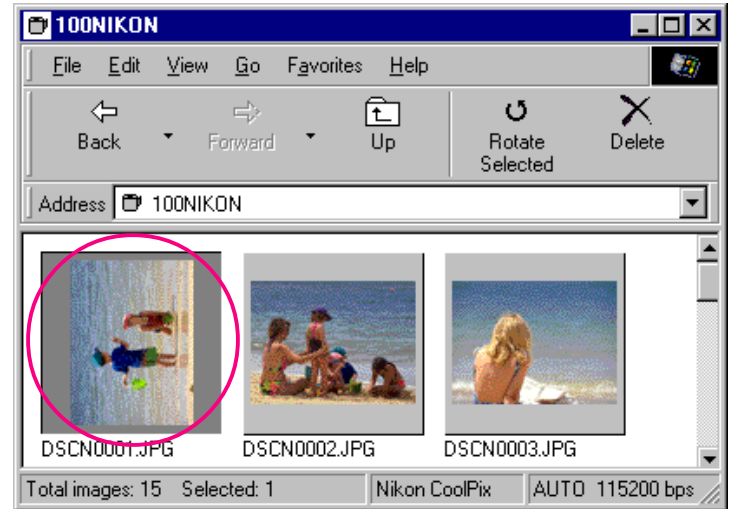 100NIKON
File Edit View Go Favorites Help
Back Forward Up Rotate Selected Delete
Address 100NIKON
DSCN0001.JPG DSCN0002.JPG DSCN0003.JPG
Total images: 15 Selected: 1 Nikon CoolPix AUTO 115200 bps